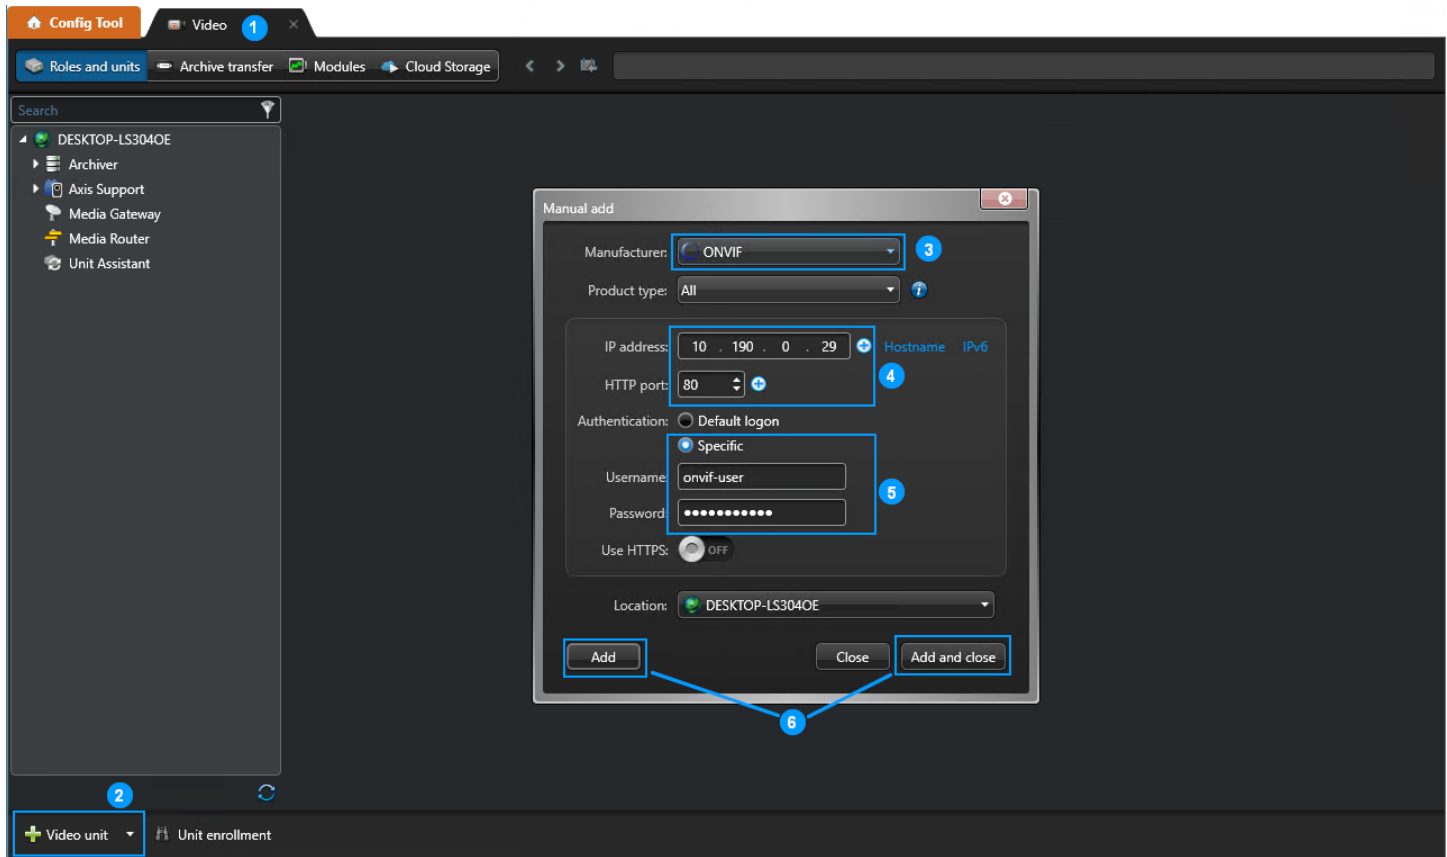 Config Tool
Video
1
Roles and units
Archive transfer
Modules
Cloud Storage
Search
DESKTOP-LS304OE
Archiver
Axis Support
Media Gateway
Media Router
Unit Assistant
Manual add
Manufacturer: ONVIF
3
Product type: All
IP address: 10 . 190 . 0 . 29 Hostname IPv6
4
HTTP port: 80
Authentication: Default logon
Specific
Username: onvif-user
5
Password:
Use HTTPS: OFF
Location: DESKTOP-LS304OE
Add Close Add and close
6
2
Video unit
Unit enrollment